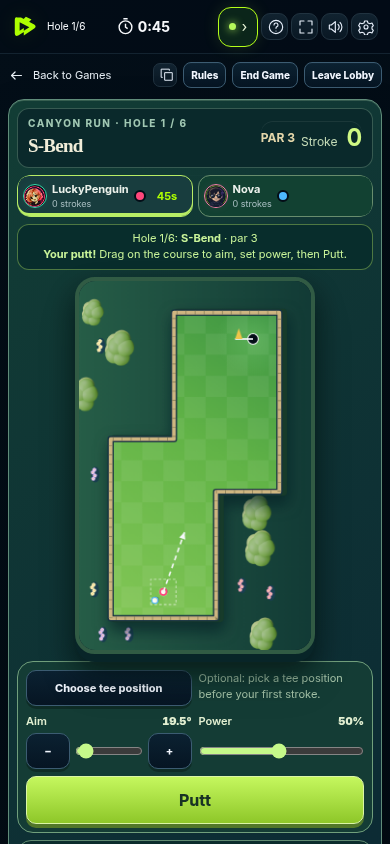 Hole 1/6
0:45
Back to Games
Rules
End Game
Leave Lobby
CANYON RUN · HOLE 1 / 6
S-Bend
PAR 3 Stroke 0
LuckyPenguin
0 strokes
45s
Nova
0 strokes
Hole 1/6: S-Bend · par 3
Your putt! Drag on the course to aim, set power, then Putt.
Choose tee position
Optional: pick a tee position
before your first stroke.
Aim 19.5°
Power 50%
−
+
Putt